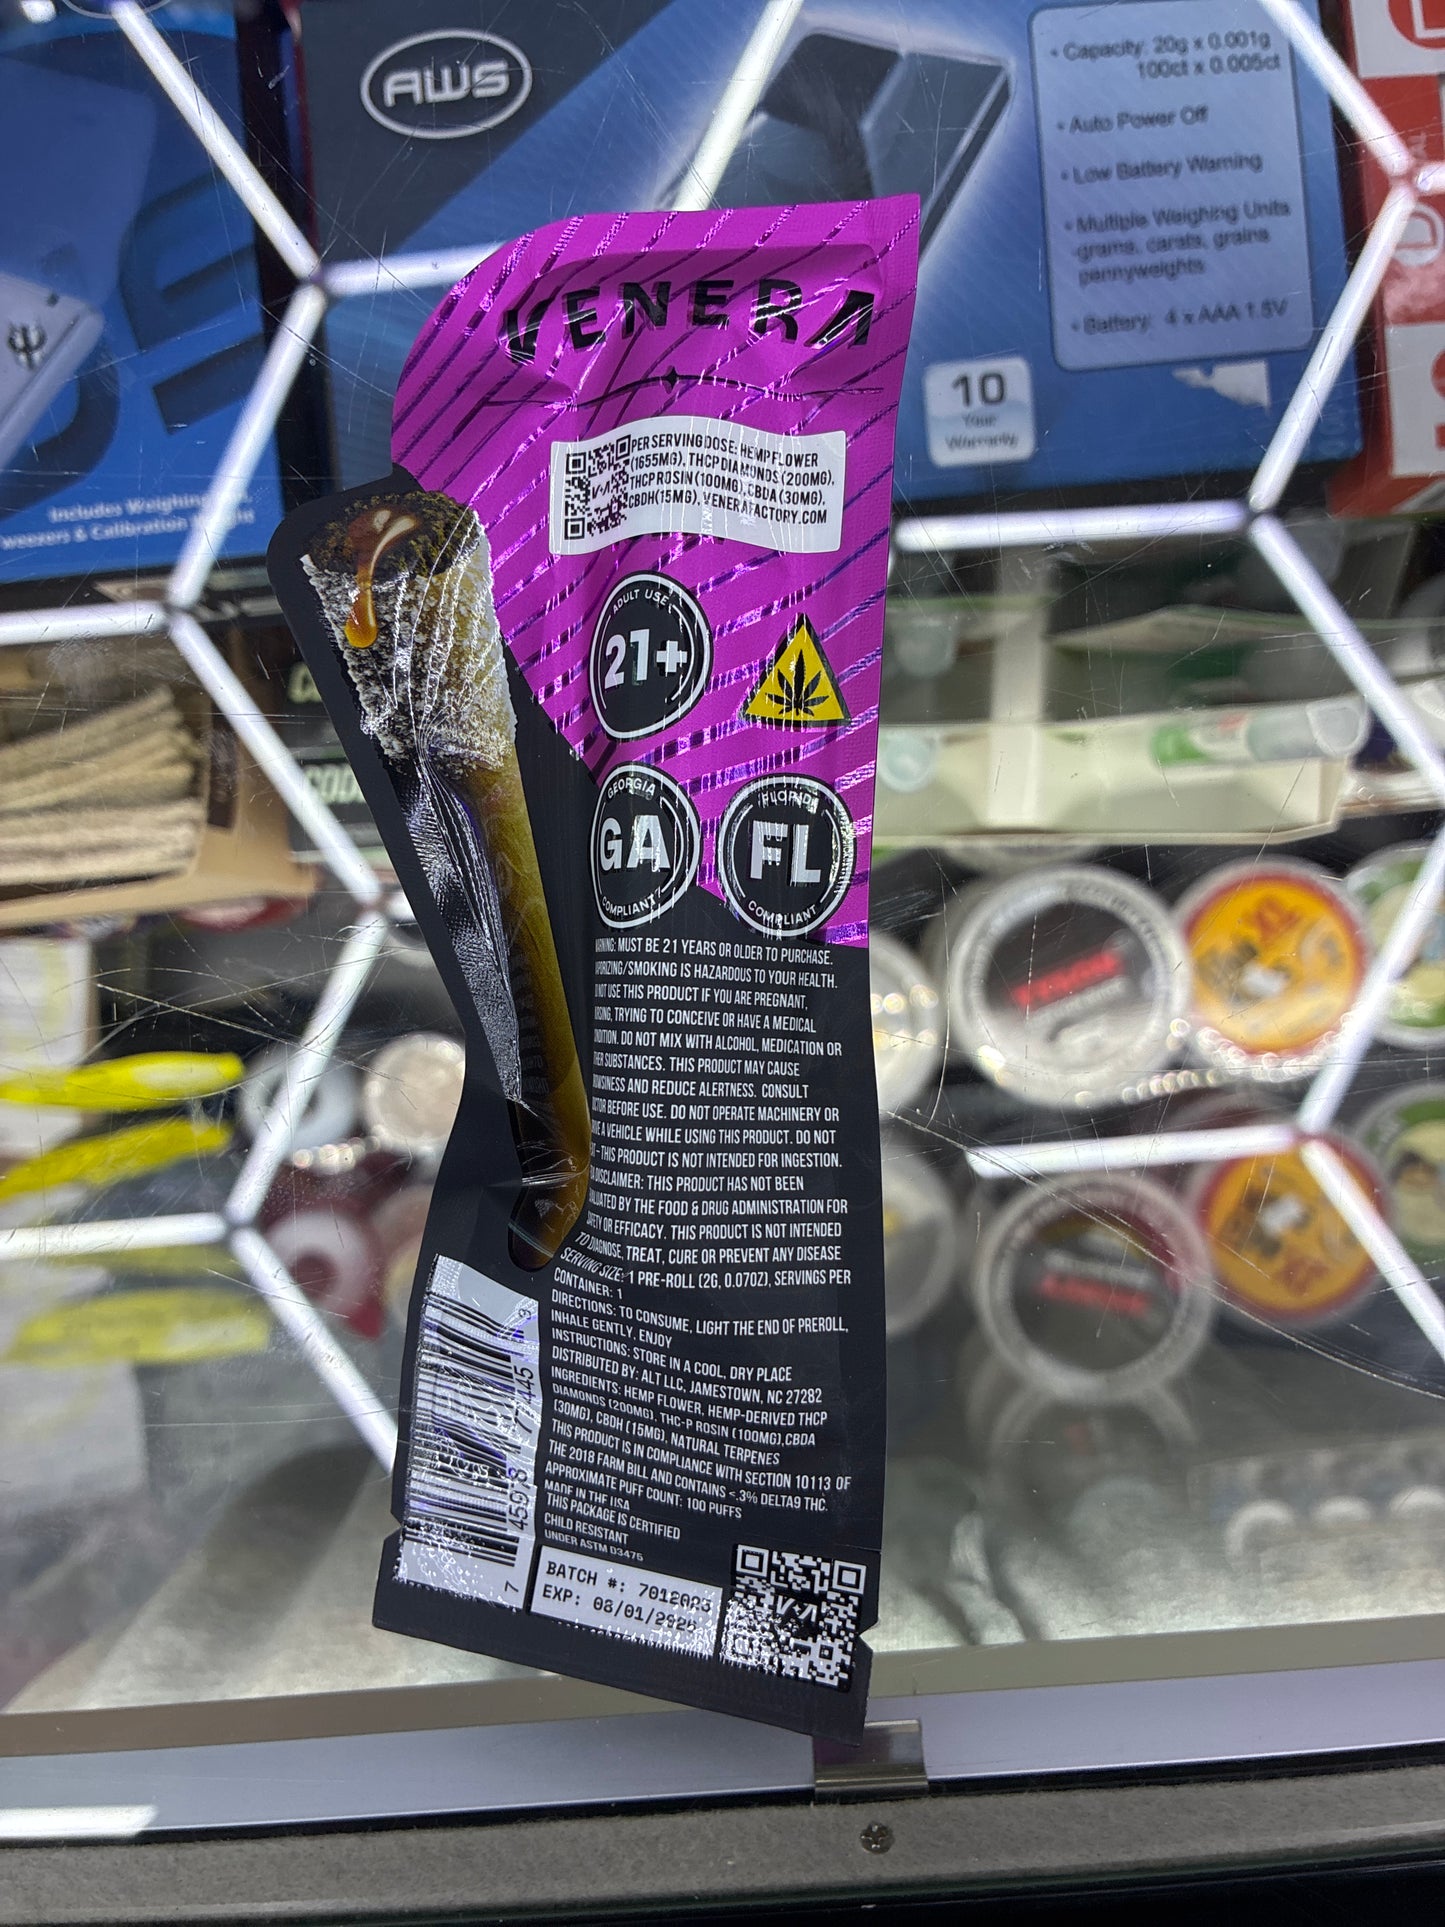 AWS
• Capacity: 20g x 0.001g
100ct x 0.005ct
• Auto Power Off
• Low Battery Warning
• Multiple Weighing Units
-grams, carats, grains
pennyweights
• Battery: 4 x AAA 1.5V
10
Year
Warranty
Includes Weighing
Tweezers & Calibration Weight
VENERA
PER SERVING DOSE: HEMP FLOWER
(1655MG), THCP DIAMONDS (200MG),
THCP ROSIN (100MG), CBDA (30MG),
CBDH (15MG), VENERAFACTORY.COM
ADULT USE
21+
GEORGIA
GA
COMPLIANT
FLORIDA
FL
COMPLIANT
MUST BE 21 YEARS OR OLDER TO PURCHASE.
IS HAZARDOUS TO YOUR HEALTH.
USE THIS PRODUCT IF YOU ARE PREGNANT,
TRYING TO CONCEIVE OR HAVE A MEDICAL
DO NOT MIX WITH ALCOHOL, MEDICATION OR
SUBSTANCES. THIS PRODUCT MAY CAUSE
AND REDUCE ALERTNESS. CONSULT
BEFORE USE. DO NOT OPERATE MACHINERY OR
A VEHICLE WHILE USING THIS PRODUCT. DO NOT
- THIS PRODUCT IS NOT INTENDED FOR INGESTION.
DISCLAIMER: THIS PRODUCT HAS NOT BEEN
BY THE FOOD & DRUG ADMINISTRATION FOR
OR EFFICACY. THIS PRODUCT IS NOT INTENDED
TO DIAGNOSE, TREAT, CURE OR PREVENT ANY DISEASE
SERVING SIZE: 1 PRE-ROLL (2G, 0.07OZ), SERVINGS PER
CONTAINER: 1
DIRECTIONS: TO CONSUME, LIGHT THE END OF PREROLL,
INHALE GENTLY, ENJOY
INSTRUCTIONS: STORE IN A COOL, DRY PLACE
DISTRIBUTED BY: ALT LLC, JAMESTOWN, NC 27282
INGREDIENTS: HEMP FLOWER, HEMP-DERIVED THCP
DIAMONDS (200MG), THC-P ROSIN (100MG), CBDA
(30MG), CBDH (15MG), NATURAL TERPENES
THIS PRODUCT IS IN COMPLIANCE WITH SECTION 10113 OF
THE 2018 FARM BILL AND CONTAINS <.3% DELTA9 THC.
APPROXIMATE PUFF COUNT: 100 PUFFS
MADE IN THE USA
THIS PACKAGE IS CERTIFIED
CHILD RESISTANT
UNDER ASTM D3475
BATCH #: 7012025
EXP: 08/01/2926